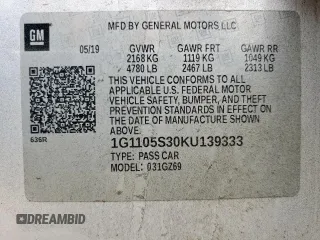 MFD BY GENERAL MOTORS LLC
GM
05/19 GVWR GAWR FRT GAWR RR
2168 KG 1119 KG 1049 KG
4780 LB 2467 LB 2313 LB
THIS VEHICLE CONFORMS TO ALL
APPLICABLE U.S. FEDERAL MOTOR
VEHICLE SAFETY, BUMPER, AND THEFT
PREVENTION STANDARDS IN EFFECT ON
THE DATE OF MANUFACTURE SHOWN ABOVE.
636R
1G1105S30KU139333
TYPE: PASS CAR
MODEL: 031GZ69
DREAMBID